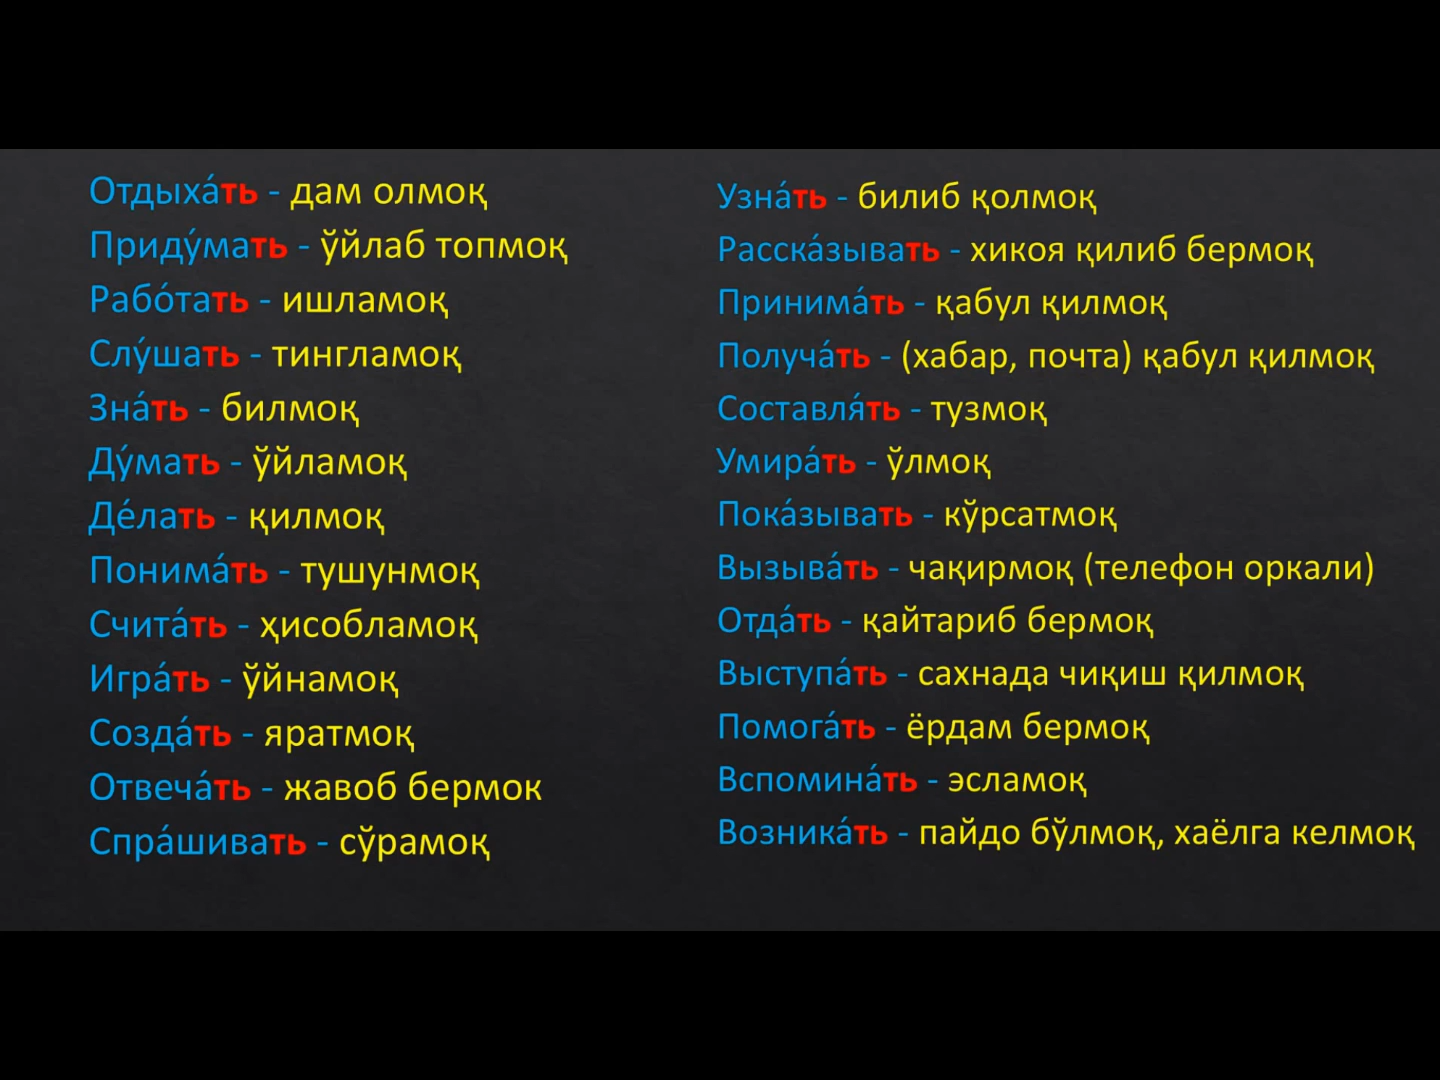 Отдыха́ть - дам олмоқ
Приду́мать - ўйлаб топмоқ
Рабо́тать - ишламоқ
Слу́шать - тингламоқ
Зна́ть - билмоқ
Ду́мать - ўйламоқ
Де́лать - қилмоқ
Понима́ть - тушунмоқ
Счита́ть - ҳисобламоқ
Игра́ть - ўйнамоқ
Созда́ть - яратмоқ
Отвеча́ть - жавоб бермок
Спра́шивать - сўрамоқ
Узна́ть - билиб қолмоқ
Расска́зывать - хикоя қилиб бермоқ
Принима́ть - қабул қилмоқ
Получа́ть - (хабар, почта) қабул қилмоқ
Составля́ть - тузмоқ
Умира́ть - ўлмоқ
Пока́зывать - кўрсатмоқ
Вызыва́ть - чақирмоқ (телефон оркали)
Отда́ть - қайтариб бермоқ
Выступа́ть - сахнада чиқиш қилмоқ
Помога́ть - ёрдам бермоқ
Вспомина́ть - эсламоқ
Возника́ть - пайдо бўлмоқ, хаёлга келмоқ